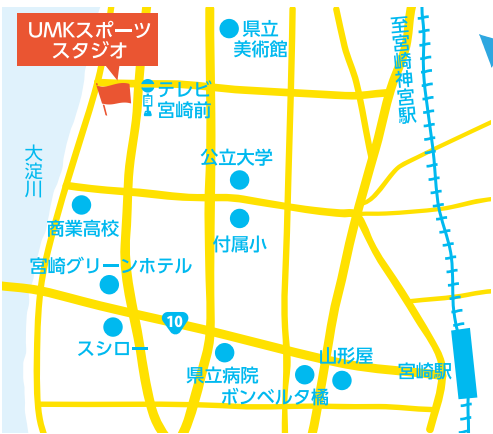 UMKスポーツ
スタジオ
県立
美術館
至宮崎神宮駅
テレビ
宮崎前
大淀川
公立大学
商業高校
付属小
宮崎グリーンホテル
10
スシロー
県立病院
山形屋
宮崎駅
ボンベルタ橘